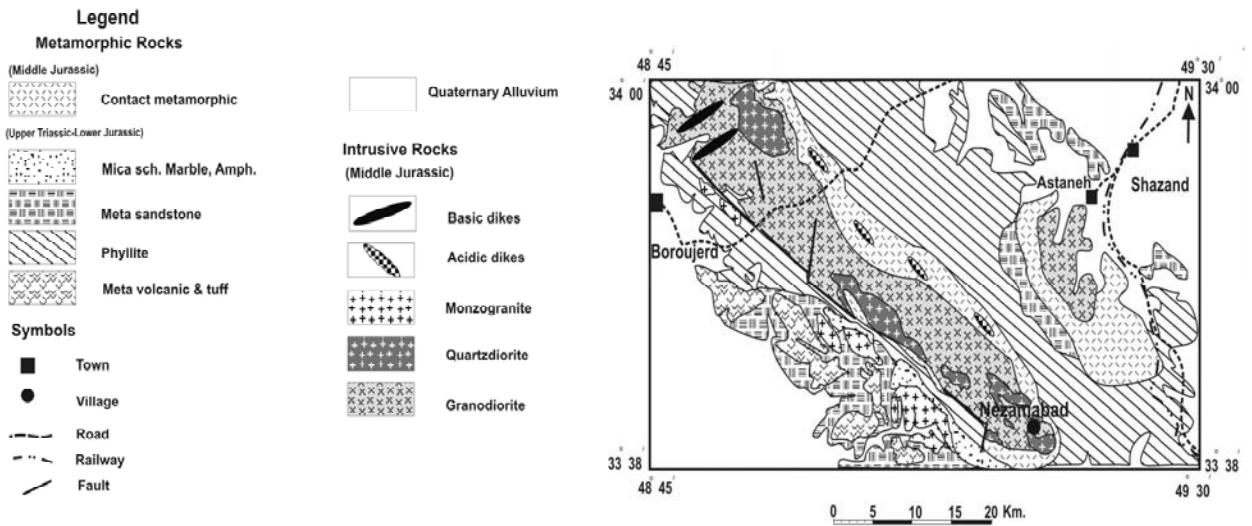 Legend
Metamorphic Rocks
(Middle Jurassic)
Contact metamorphic
(Upper Triassic-Lower Jurassic)
Mica sch. Marble, Amph.
Meta sandstone
Phyllite
Meta volcanic & tuff
Symbols
Town
Village
Road
Railway
Fault
Quaternary Alluvium
Intrusive Rocks
(Middle Jurassic)
Basic dikes
Acidic dikes
Monzogranite
Quartzdiorite
Granodiorite
48° 45'
49° 30'
34° 00'
34° 00'
N
Astaneh
Shazand
Boroujerd
Nezamabad
33 38
33 38
48 45
49 30
0 5 10 15 20 Km.